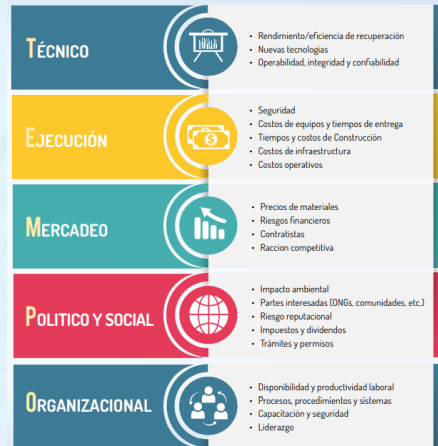 TÉCNICO
• Rendimiento/eficiencia de recuperación
• Nuevas tecnologias
• Operabilidad, integridad y confiabilidad
EJECUCIÓN
• Seguridad
• Costos de equipos y tiempos de entrega
• Tiempos y costos de Construcción
• Costos de infraestructura
• Costos operativos
MERCADEO
• Precios de materiales
• Riesgos financieros
• Contratistas
• Raccion competitiva
POLITICO Y SOCIAL
• Impacto ambiental
• Partes interesadas (ONGs, comunidades, etc.)
• Riesgo reputacional
• Impuestos y dividendos
• Trámites y permisos
ORGANIZACIONAL
• Disponibilidad y productividad laboral
• Procesos, procedimientos y sistemas
• Capacitación y seguridad
• Liderazgo